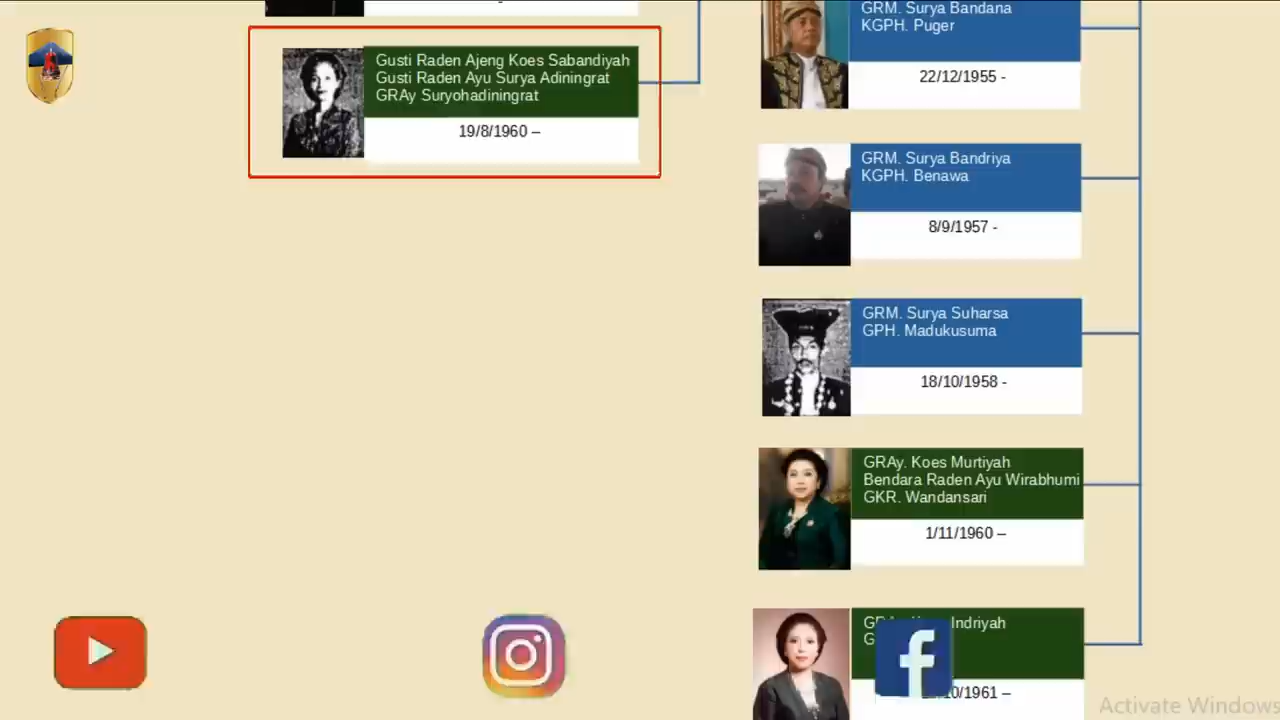 Gusti Raden Ajeng Koes Sabandiyah
Gusti Raden Ayu Surya Adiningrat
GRAy Suryohadiningrat
19/8/1960 –
GRM. Surya Bandana
KGPH. Puger
22/12/1955 -
GRM. Surya Bandriya
KGPH. Benawa
8/9/1957 -
GRM. Surya Suharsa
GPH. Madukusuma
18/10/1958 -
GRAy. Koes Murtiyah
Bendara Raden Ayu Wirabhumi
GKR. Wandansari
1/11/1960 –
Indriyah
/1961 –
Activate Windows